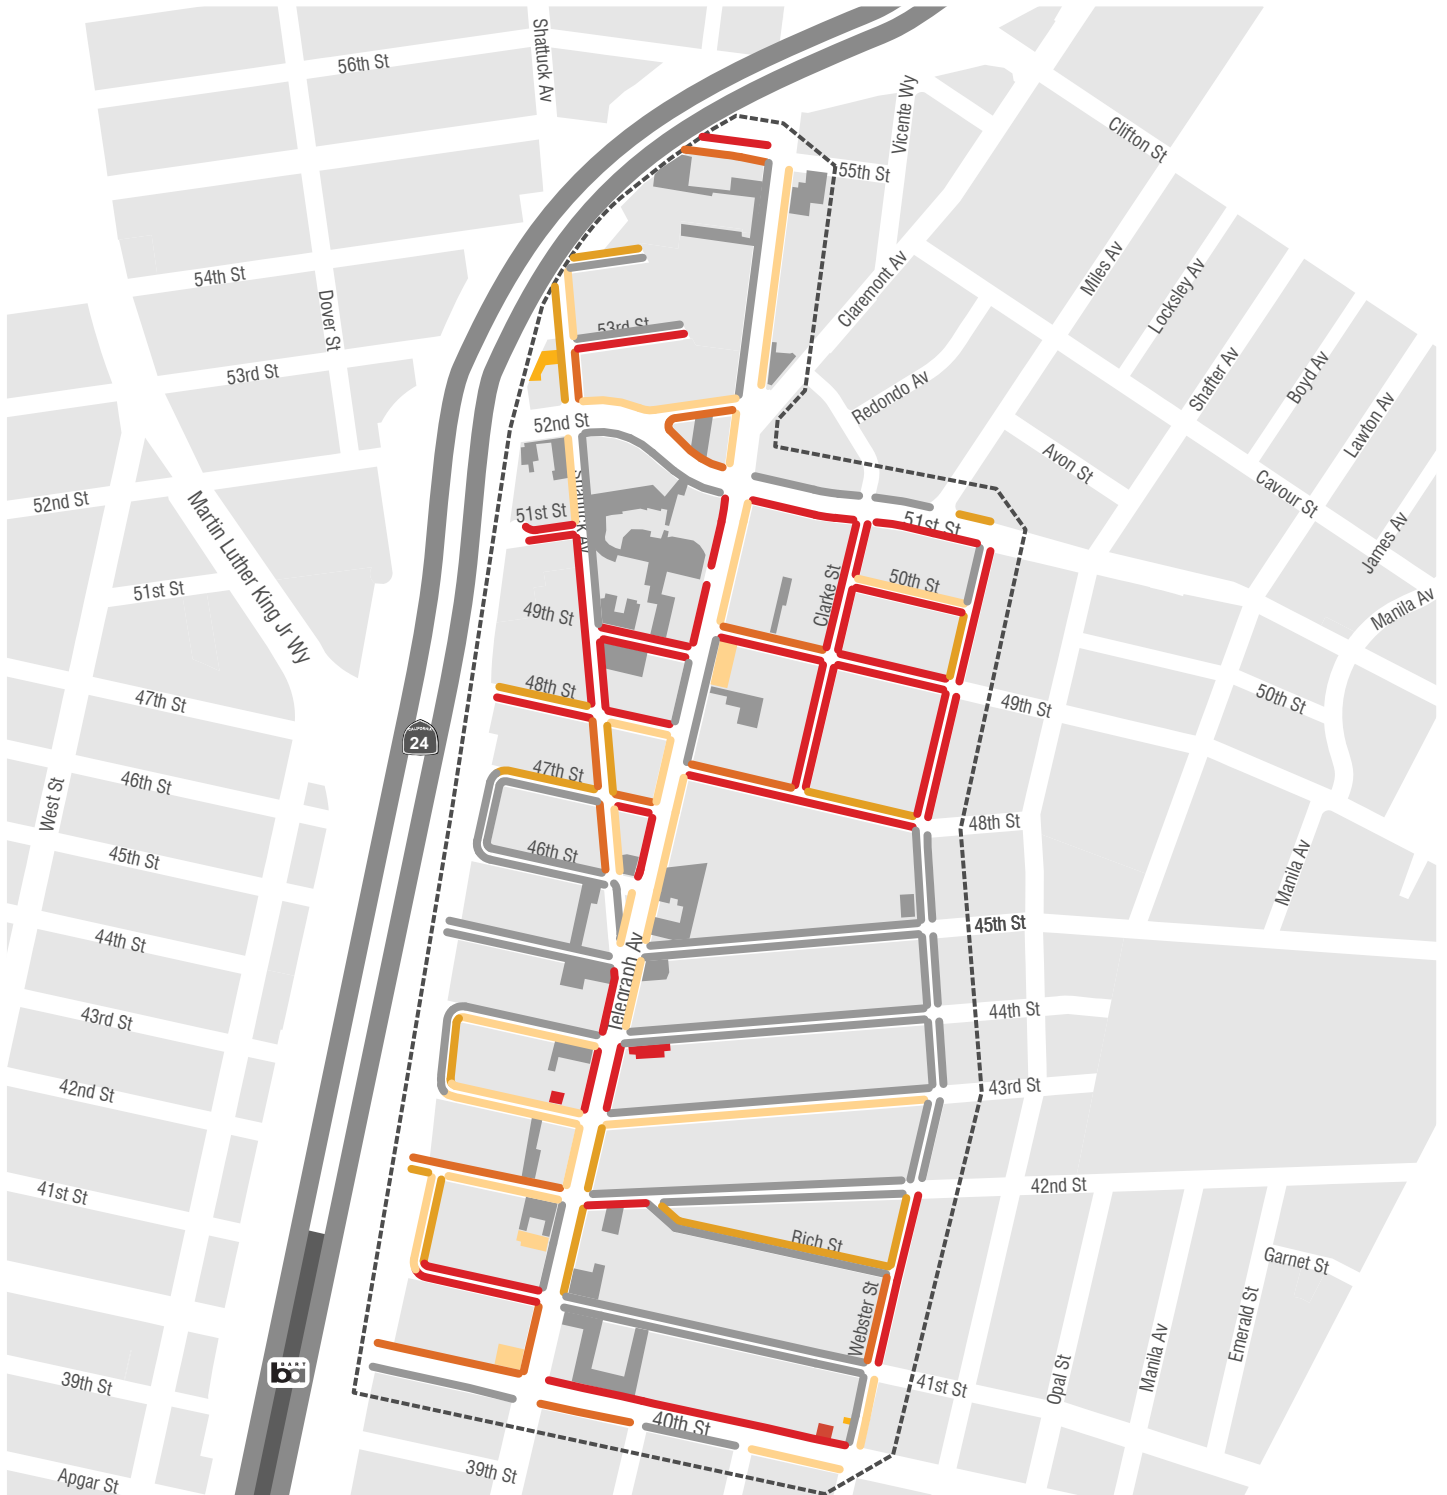 56th St
Shattuck Av
Vicente Wy
Clifton St
55th St
54th St
Dover St
Claremont Av
Miles Av
Locksley Av
53rd St
53rd St
Redondo Av
Shafter Av
Boyd Av
Lawton Av
52nd St
52nd St
Avon St
Cavour St
Martin Luther King Jr Wy
51st St
Shattuck Av
51st St
James Av
51st St
50th St
Clarke St
49th St
Manila Av
47th St
48th St
50th St
49th St
CALIFORNIA
24
46th St
47th St
West St
48th St
45th St
46th St
Manila Av
44th St
45th St
Telegraph Av
43rd St
44th St
42nd St
43rd St
41st St
42nd St
Rich St
Garnet St
Webster St
Emerald St
Manila Av
BART
ba
39th St
41st St
Opal St
40th St
39th St
Apgar St